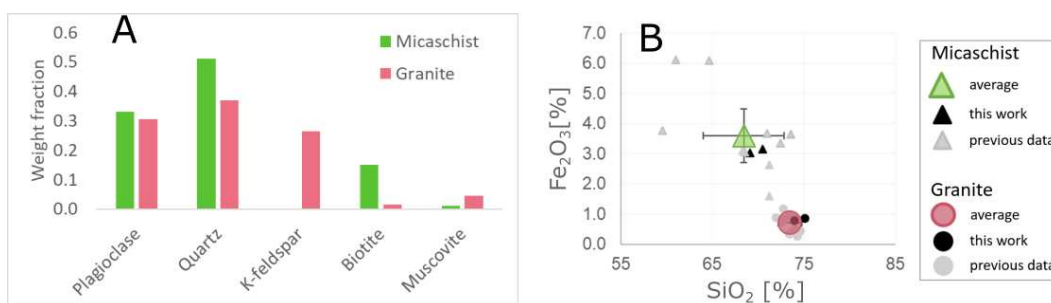 A
Weight fraction
0.6
0.5
0.4
0.3
0.2
0.1
0.0
Micaschist
Granite
Plagioclase
Quartz
K-feldspar
Biotite
Muscovite
B
Fe2O3[%]
7.0
6.0
5.0
4.0
3.0
2.0
1.0
0.0
55
65
75
85
SiO2 [%]
Micaschist
average
this work
previous data
Granite
average
this work
previous data